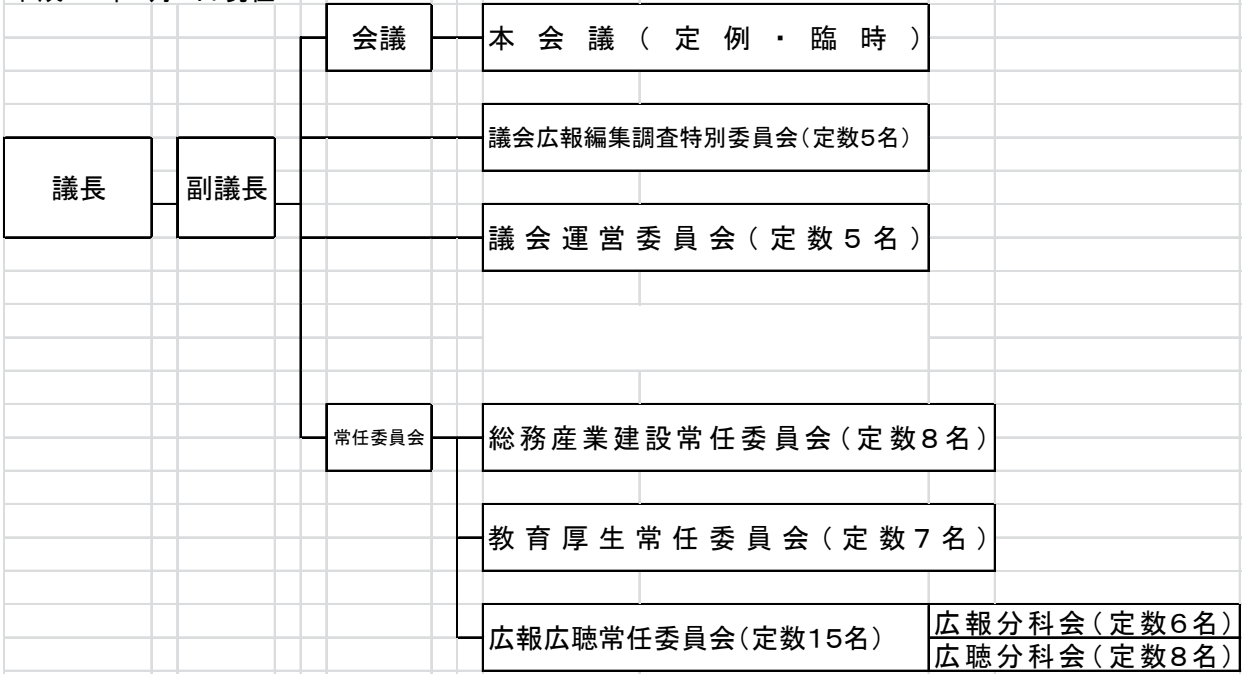 会議
本会議(定例・臨時)
議会広報編集調査特別委員会(定数5名)
議長
副議長
議会運営委員会(定数5名)
常任委員会
総務産業建設常任委員会(定数8名)
教育厚生常任委員会(定数7名)
広報広聴常任委員会(定数15名)
広報分科会(定数6名)
広聴分科会(定数8名)